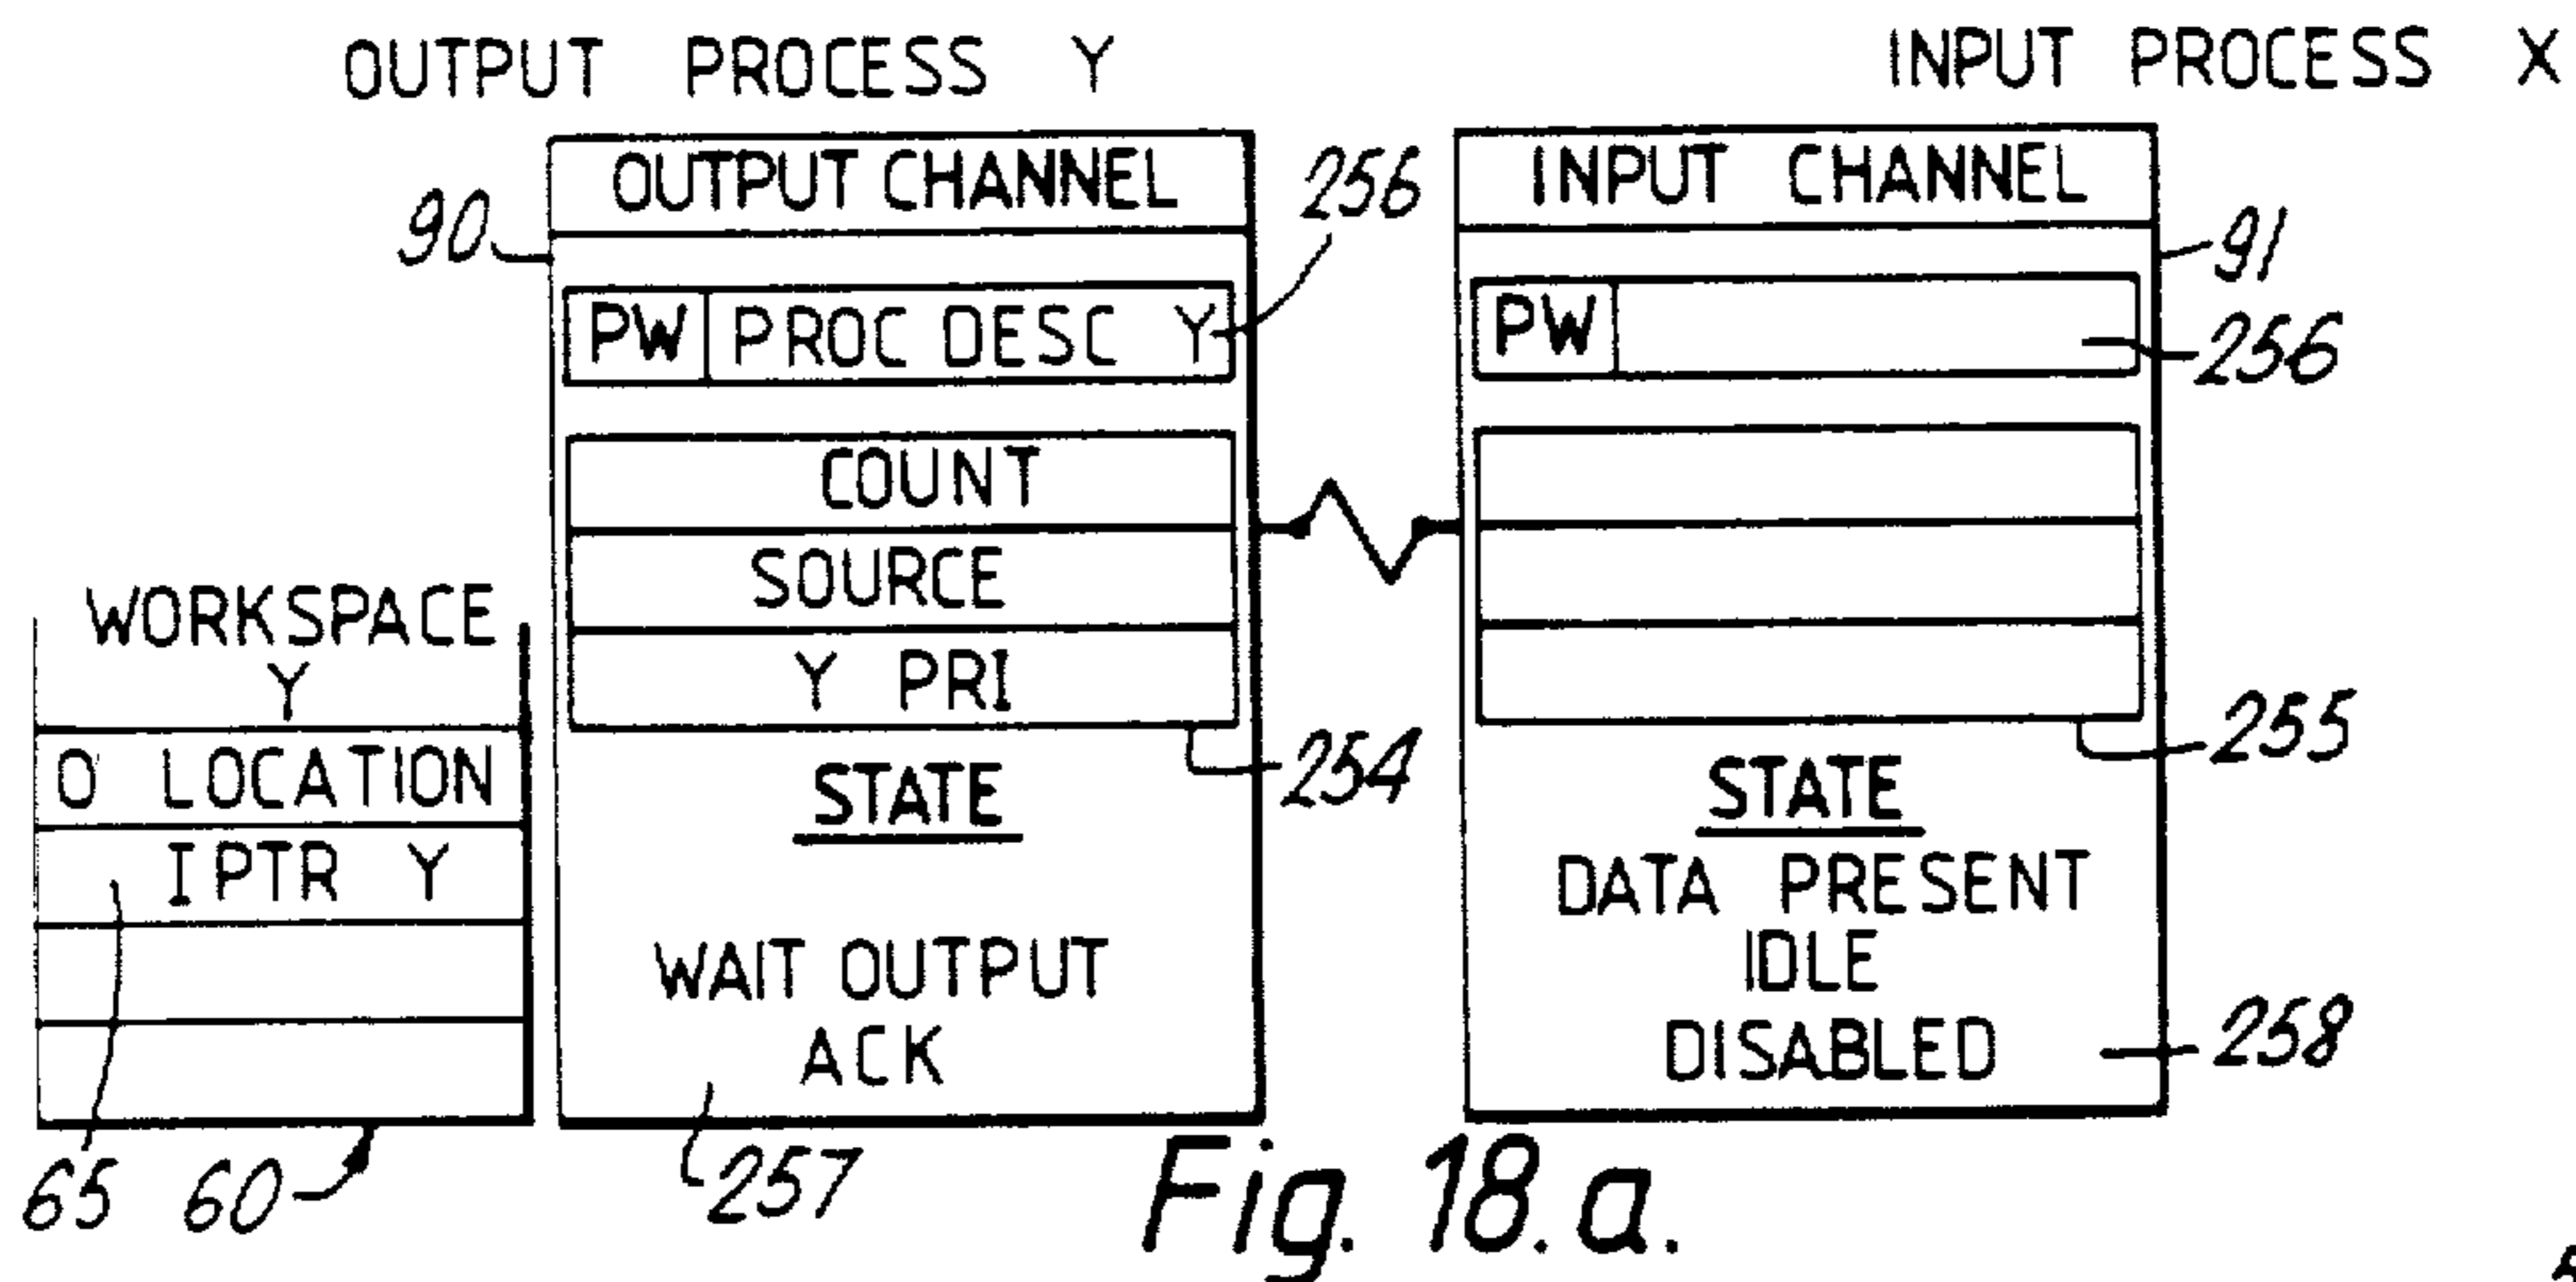 OUTPUT PROCESS Y
INPUT PROCESS X
OUTPUT CHANNEL
256
INPUT CHANNEL
90
91
PW PROC DESC Y
PW
256
COUNT
SOURCE
Y PRI
WORKSPACE
Y
O LOCATION
I PTR Y
254
255
STATE
WAIT OUTPUT
ACK
STATE
DATA PRESENT
IDLE
DISABLED
258
65
60
257
Fig. 18.a.